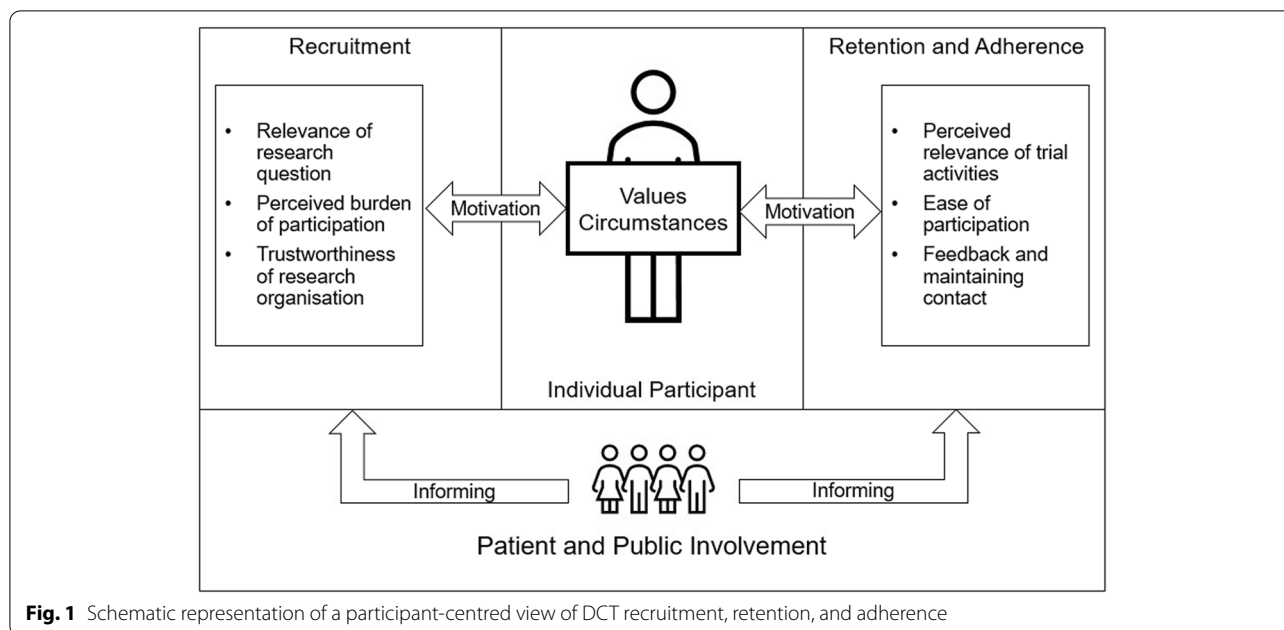 Recruitment
• Relevance of
research
question
• Perceived burden
of participation
• Trustworthiness
of research
organisation
Motivation
Values
Circumstances
Individual Participant
Motivation
Retention and Adherence
• Perceived
relevance of trial
activities
• Ease of
participation
• Feedback and
maintaining
contact
Informing
Informing
Patient and Public Involvement
Fig. 1 Schematic representation of a participant-centred view of DCT recruitment, retention, and adherence